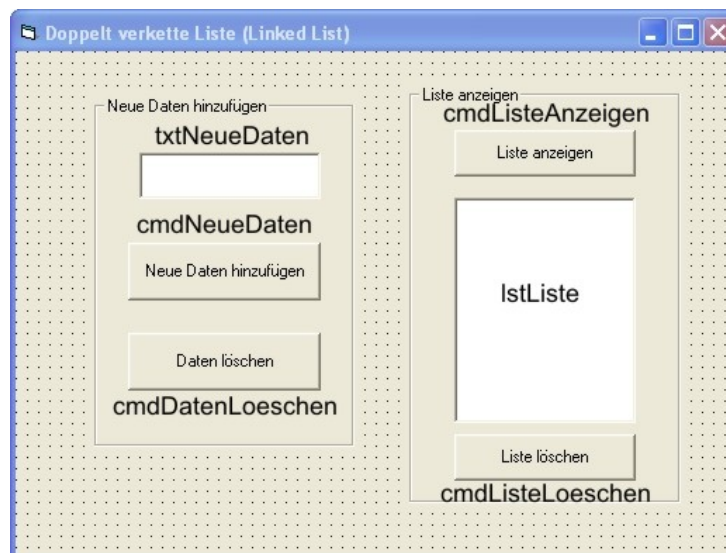 Doppelt verkette Liste (Linked List)
Neue Daten hinzufügen
txtNeueDaten
cmdNeueDaten
Neue Daten hinzufügen
Daten löschen
cmdDatenLoeschen
Liste anzeigen
cmdListeAnzeigen
Liste anzeigen
lstListe
Liste löschen
cmdListeLoeschen